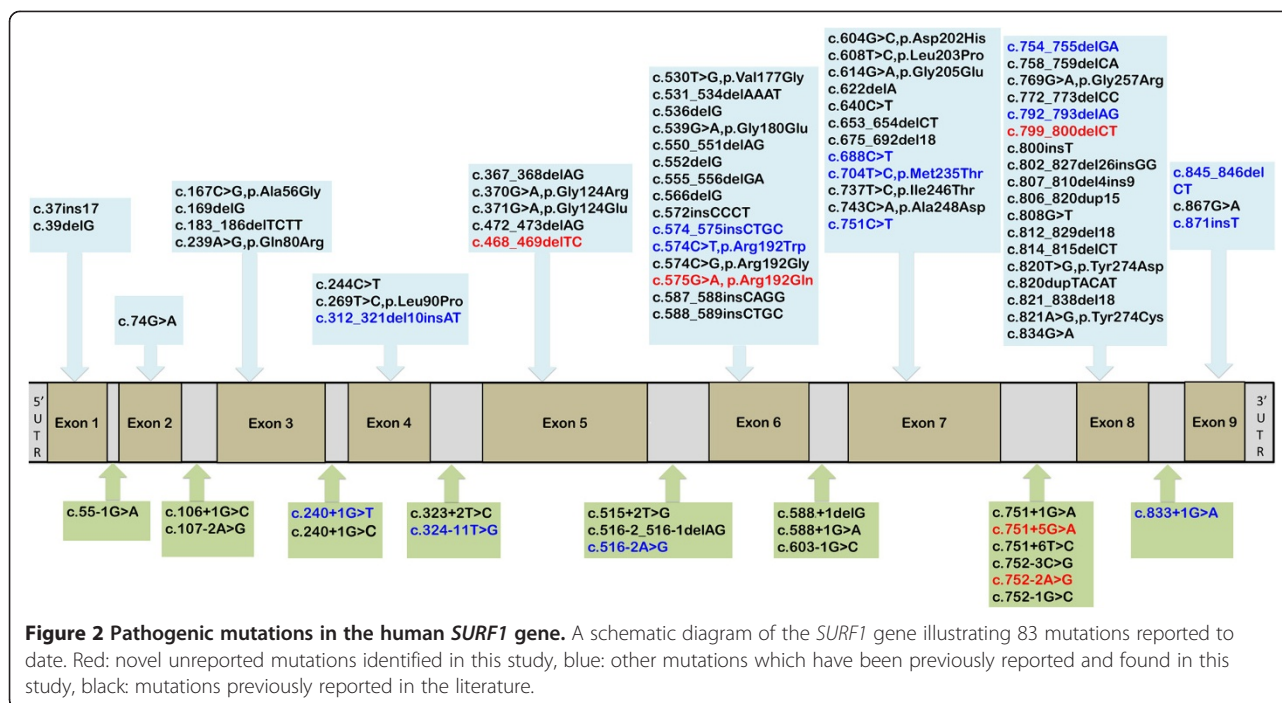 c.37ins17
c.39delG
c.74G>A
c.167C>G,p.Ala56Gly
c.169delG
c.183_186delTCTT
c.239A>G,p.Gln80Arg
c.244C>T
c.269T>C,p.Leu90Pro
c.312_321del10insAT
c.367_368delAG
c.370G>A,p.Gly124Arg
c.371G>A,p.Gly124Glu
c.472_473delAG
c.468_469delTC
c.530T>G,p.Val177Gly
c.531_534delAAAT
c.536delG
c.539G>A,p.Gly180Glu
c.550_551delAG
c.552delG
c.555_556delGA
c.566delG
c.572insCCCT
c.574_575insCTGC
c.574C>T,p.Arg192Trp
c.574C>G,p.Arg192Gly
c.575G>A, p.Arg192Gln
c.587_588insCAGG
c.588_589insCTGC
c.604G>C,p.Asp202His
c.608T>C,p.Leu203Pro
c.614G>A,p.Gly205Glu
c.622delA
c.640C>T
c.653_654delCT
c.675_692del18
c.688C>T
c.704T>C,p.Met235Thr
c.737T>C,p.Ile246Thr
c.743C>A,p.Ala248Asp
c.751C>T
c.754_755delGA
c.758_759delCA
c.769G>A,p.Gly257Arg
c.772_773delCC
c.792_793delAG
c.799_800delCT
c.800insT
c.802_827del26insGG
c.807_810del4ins9
c.806_820dup15
c.808G>T
c.812_829del18
c.814_815delCT
c.820T>G,p.Tyr274Asp
c.820dupTACAT
c.821_838del18
c.821A>G,p.Tyr274Cys
c.834G>A
c.845_846del
CT
c.867G>A
c.871insT
5' UTR
Exon 1
Exon 2
Exon 3
Exon 4
Exon 5
Exon 6
Exon 7
Exon 8
Exon 9
3' UTR
c.55-1G>A
c.106+1G>C
c.107-2A>G
c.240+1G>T
c.240+1G>C
c.323+2T>C
c.324-11T>G
c.515+2T>G
c.516-2_516-1delAG
c.516-2A>G
c.588+1delG
c.588+1G>A
c.603-1G>C
c.751+1G>A
c.751+5G>A
c.751+6T>C
c.752-3C>G
c.752-2A>G
c.752-1G>C
c.833+1G>A
Figure 2 Pathogenic mutations in the human SURF1 gene. A schematic diagram of the SURF1 gene illustrating 83 mutations reported to
date. Red: novel unreported mutations identified in this study, blue: other mutations which have been previously reported and found in this
study, black: mutations previously reported in the literature.